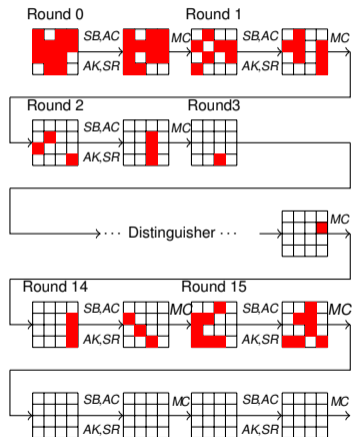 Round 0 Round 1
SB,AC MC SB,AC MC
AK,SR AK,SR
Round 2 Round3
SB,AC MC
AK,SR
··· Distinguisher ···
MC
Round 14 Round 15
SB,AC MC SB,AC MC
AK,SR AK,SR
SB,AC MC SB,AC MC
AK,SR AK,SR